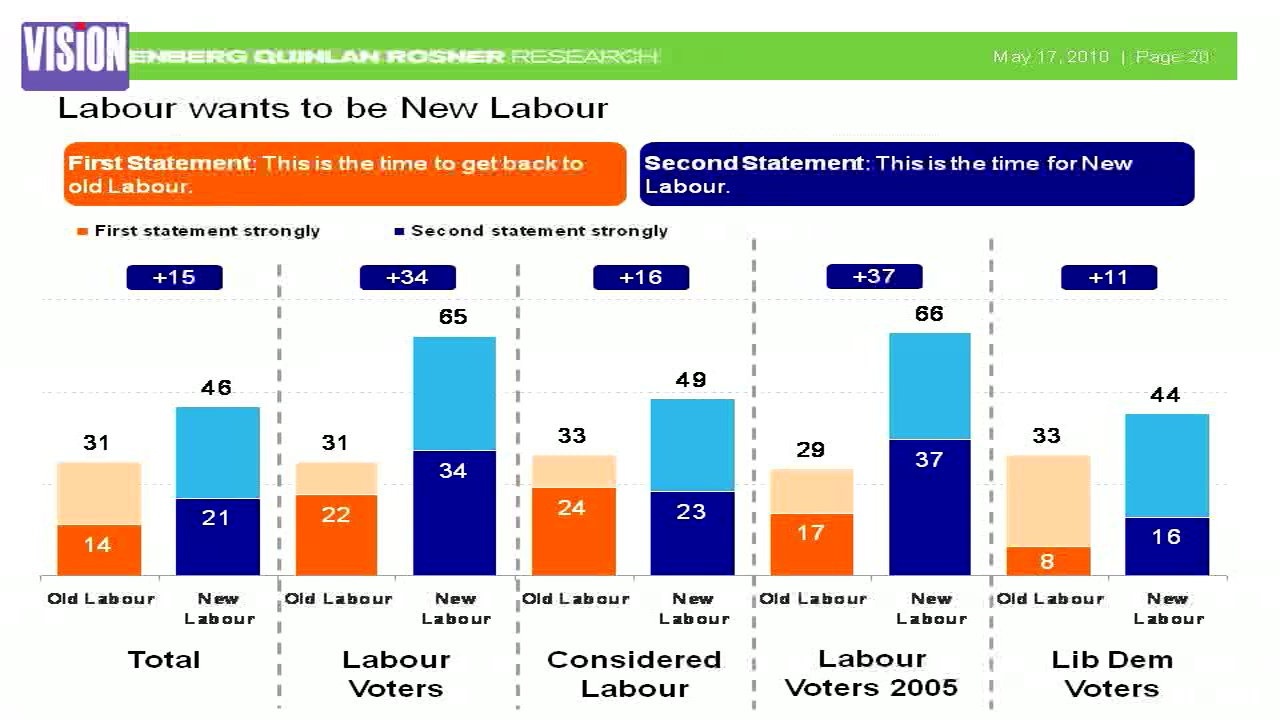 VISION
ENBERG QUINLAN ROSNER RESEARCH
May 17, 2010 | Page 20
Labour wants to be New Labour
First Statement: This is the time to get back to
old Labour.
Second Statement: This is the time for New
Labour.
First statement strongly
Second statement strongly
+15
+34
+16
+37
+11
31
46
14
21
31
65
22
34
33
49
24
23
29
66
17
37
33
44
8
16
Old Labour
New
Labour
Old Labour
New
Labour
Old Labour
New
Labour
Old Labour
New
Labour
Old Labour
New
Labour
Total
Labour
Voters
Considered
Labour
Labour
Voters 2005
Lib Dem
Voters